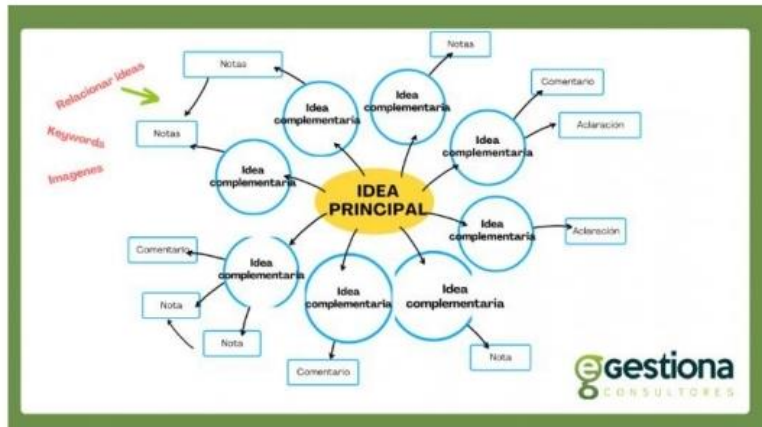 Notas
Notas
Comentario
Aclaración
Relacionar ideas
Keywords
Imagenes
Notas
Idea
complementaria
Idea
complementaria
Idea
complementaria
Idea
complementaria
IDEA
PRINCIPAL
Idea
complementaria
Aclaración
Comentario
Idea
complementaria
Idea
complementaria
Idea
complementaria
Nota
Nota
Comentario
Nota
gestiona
CONSULTORES